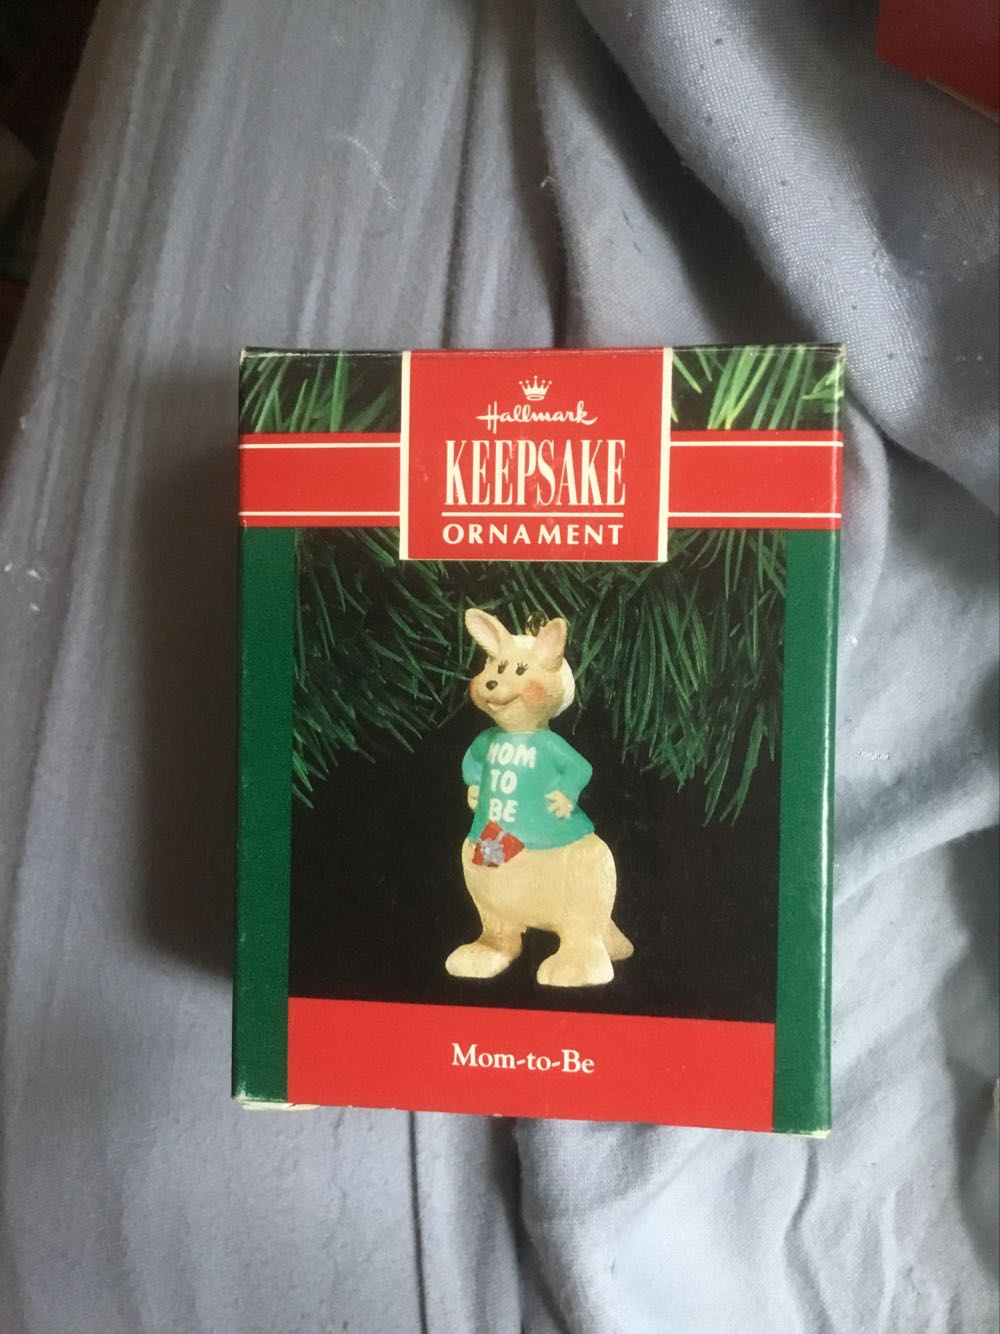 Hallmark
KEEPSAKE
ORNAMENT
MOM
TO
BE
Mom-to-Be